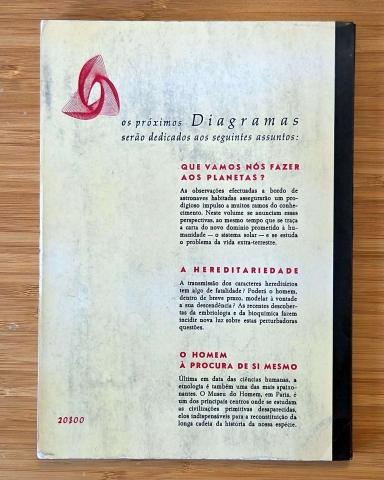 os próximos Diagramas
serão dedicados aos seguintes assuntos:
QUE VAMOS NÓS FAZER
AOS PLANETAS?
As observações efectuadas a bordo de
astronaves habitadas assegurarão um pro-
digioso impulso a muitos ramos do conhe-
cimento. Neste volume se anunciam essas
perspectivas, ao mesmo tempo que se traça
a carta do novo domínio prometido à hu-
manidade — o sistema solar — e se estuda
o problema da vida extra-terrestre.
A HEREDITARIEDADE
A transmissão dos caracteres hereditários
tem algo de fatalidade? Poderá o homem,
dentro de breve prazo, modelar à vontade
a sua descendência? As recentes descober-
tas da embriologia e da bioquímica fazem
incidir nova luz sobre estas perturbadoras
questões.
O HOMEM
À PROCURA DE SI MESMO
Última em data das ciências humanas, a
etnologia é também uma das mais apaixo-
nantes. O Museu do Homem, em Paris, é
um dos principais centros onde se estudam
as civilizações primitivas desaparecidas,
elos indispensáveis para a reconstituição da
longa cadeia da história da nossa espécie.
20$00